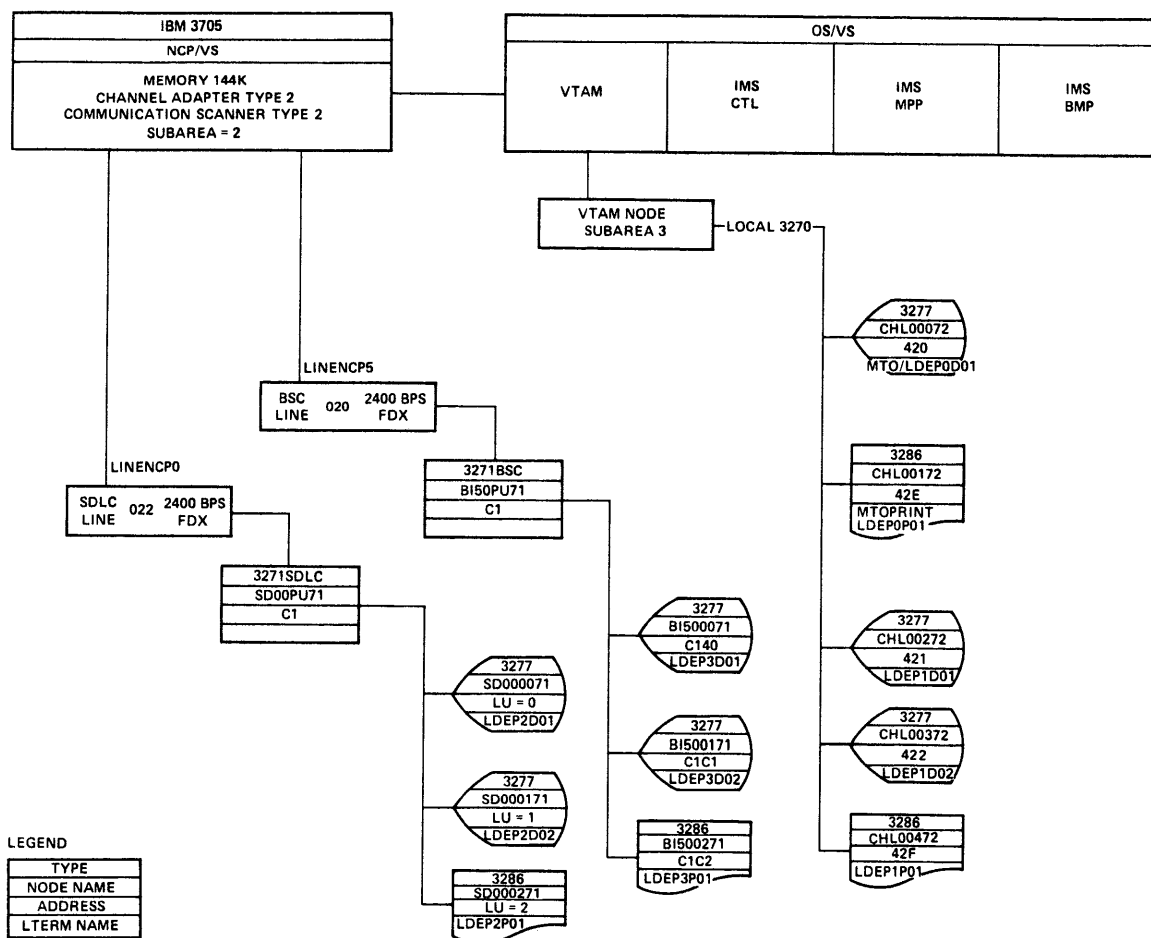 IBM 3705
NCP/VS
MEMORY 144K
CHANNEL ADAPTER TYPE 2
COMMUNICATION SCANNER TYPE 2
SUBAREA = 2
OS/VS
VTAM
IMS
CTL
IMS
MPP
IMS
BMP
VTAM NODE
SUBAREA 3
LOCAL 3270
3277
CHL00072
420
MTO/LDEP0D01
3286
CHL00172
42E
MTOPRINT
LDEP0P01
3277
CHL00272
421
LDEP1D01
3277
CHL00372
422
LDEP1D02
3286
CHL00472
42F
LDEP1P01
LINENCP5
BSC 020 2400 BPS
LINE FDX
3271BSC
BI50PU71
C1
3277
BI500071
C140
LDEP3D01
3277
BI500171
C1C1
LDEP3D02
3286
BI500271
C1C2
LDEP3P01
LINENCP0
SDLC 022 2400 BPS
LINE FDX
3271SDLC
SD00PU71
C1
3277
SD000071
LU = 0
LDEP2D01
3277
SD000171
LU = 1
LDEP2D02
3286
SD000271
LU = 2
LDEP2P01
LEGEND
TYPE
NODE NAME
ADDRESS
LTERM NAME